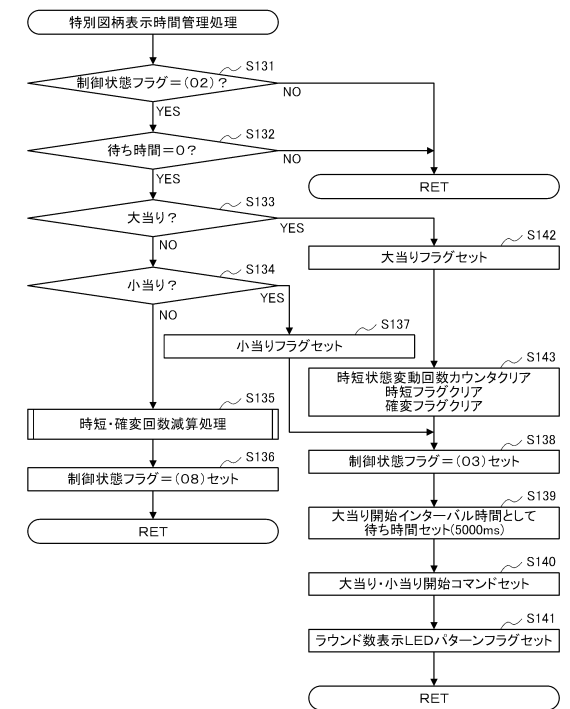 特別図柄表示時間管理処理
S131
制御状態フラグ=(02)?
NO
YES
S132
待ち時間=0?
NO
YES
RET
S133
大当り?
YES
NO
S142
大当りフラグセット
S134
小当り?
YES
NO
S137
小当りフラグセット
S143
時短状態変動回数カウンタクリア
時短フラグクリア
確変フラグクリア
S135
時短・確変回数減算処理
S138
制御状態フラグ=(03)セット
S136
制御状態フラグ=(08)セット
RET
S139
大当り開始インターバル時間として
待ち時間セット(5000ms)
S140
大当り・小当り開始コマンドセット
S141
ラウンド数表示LEDパターンフラグセット
RET